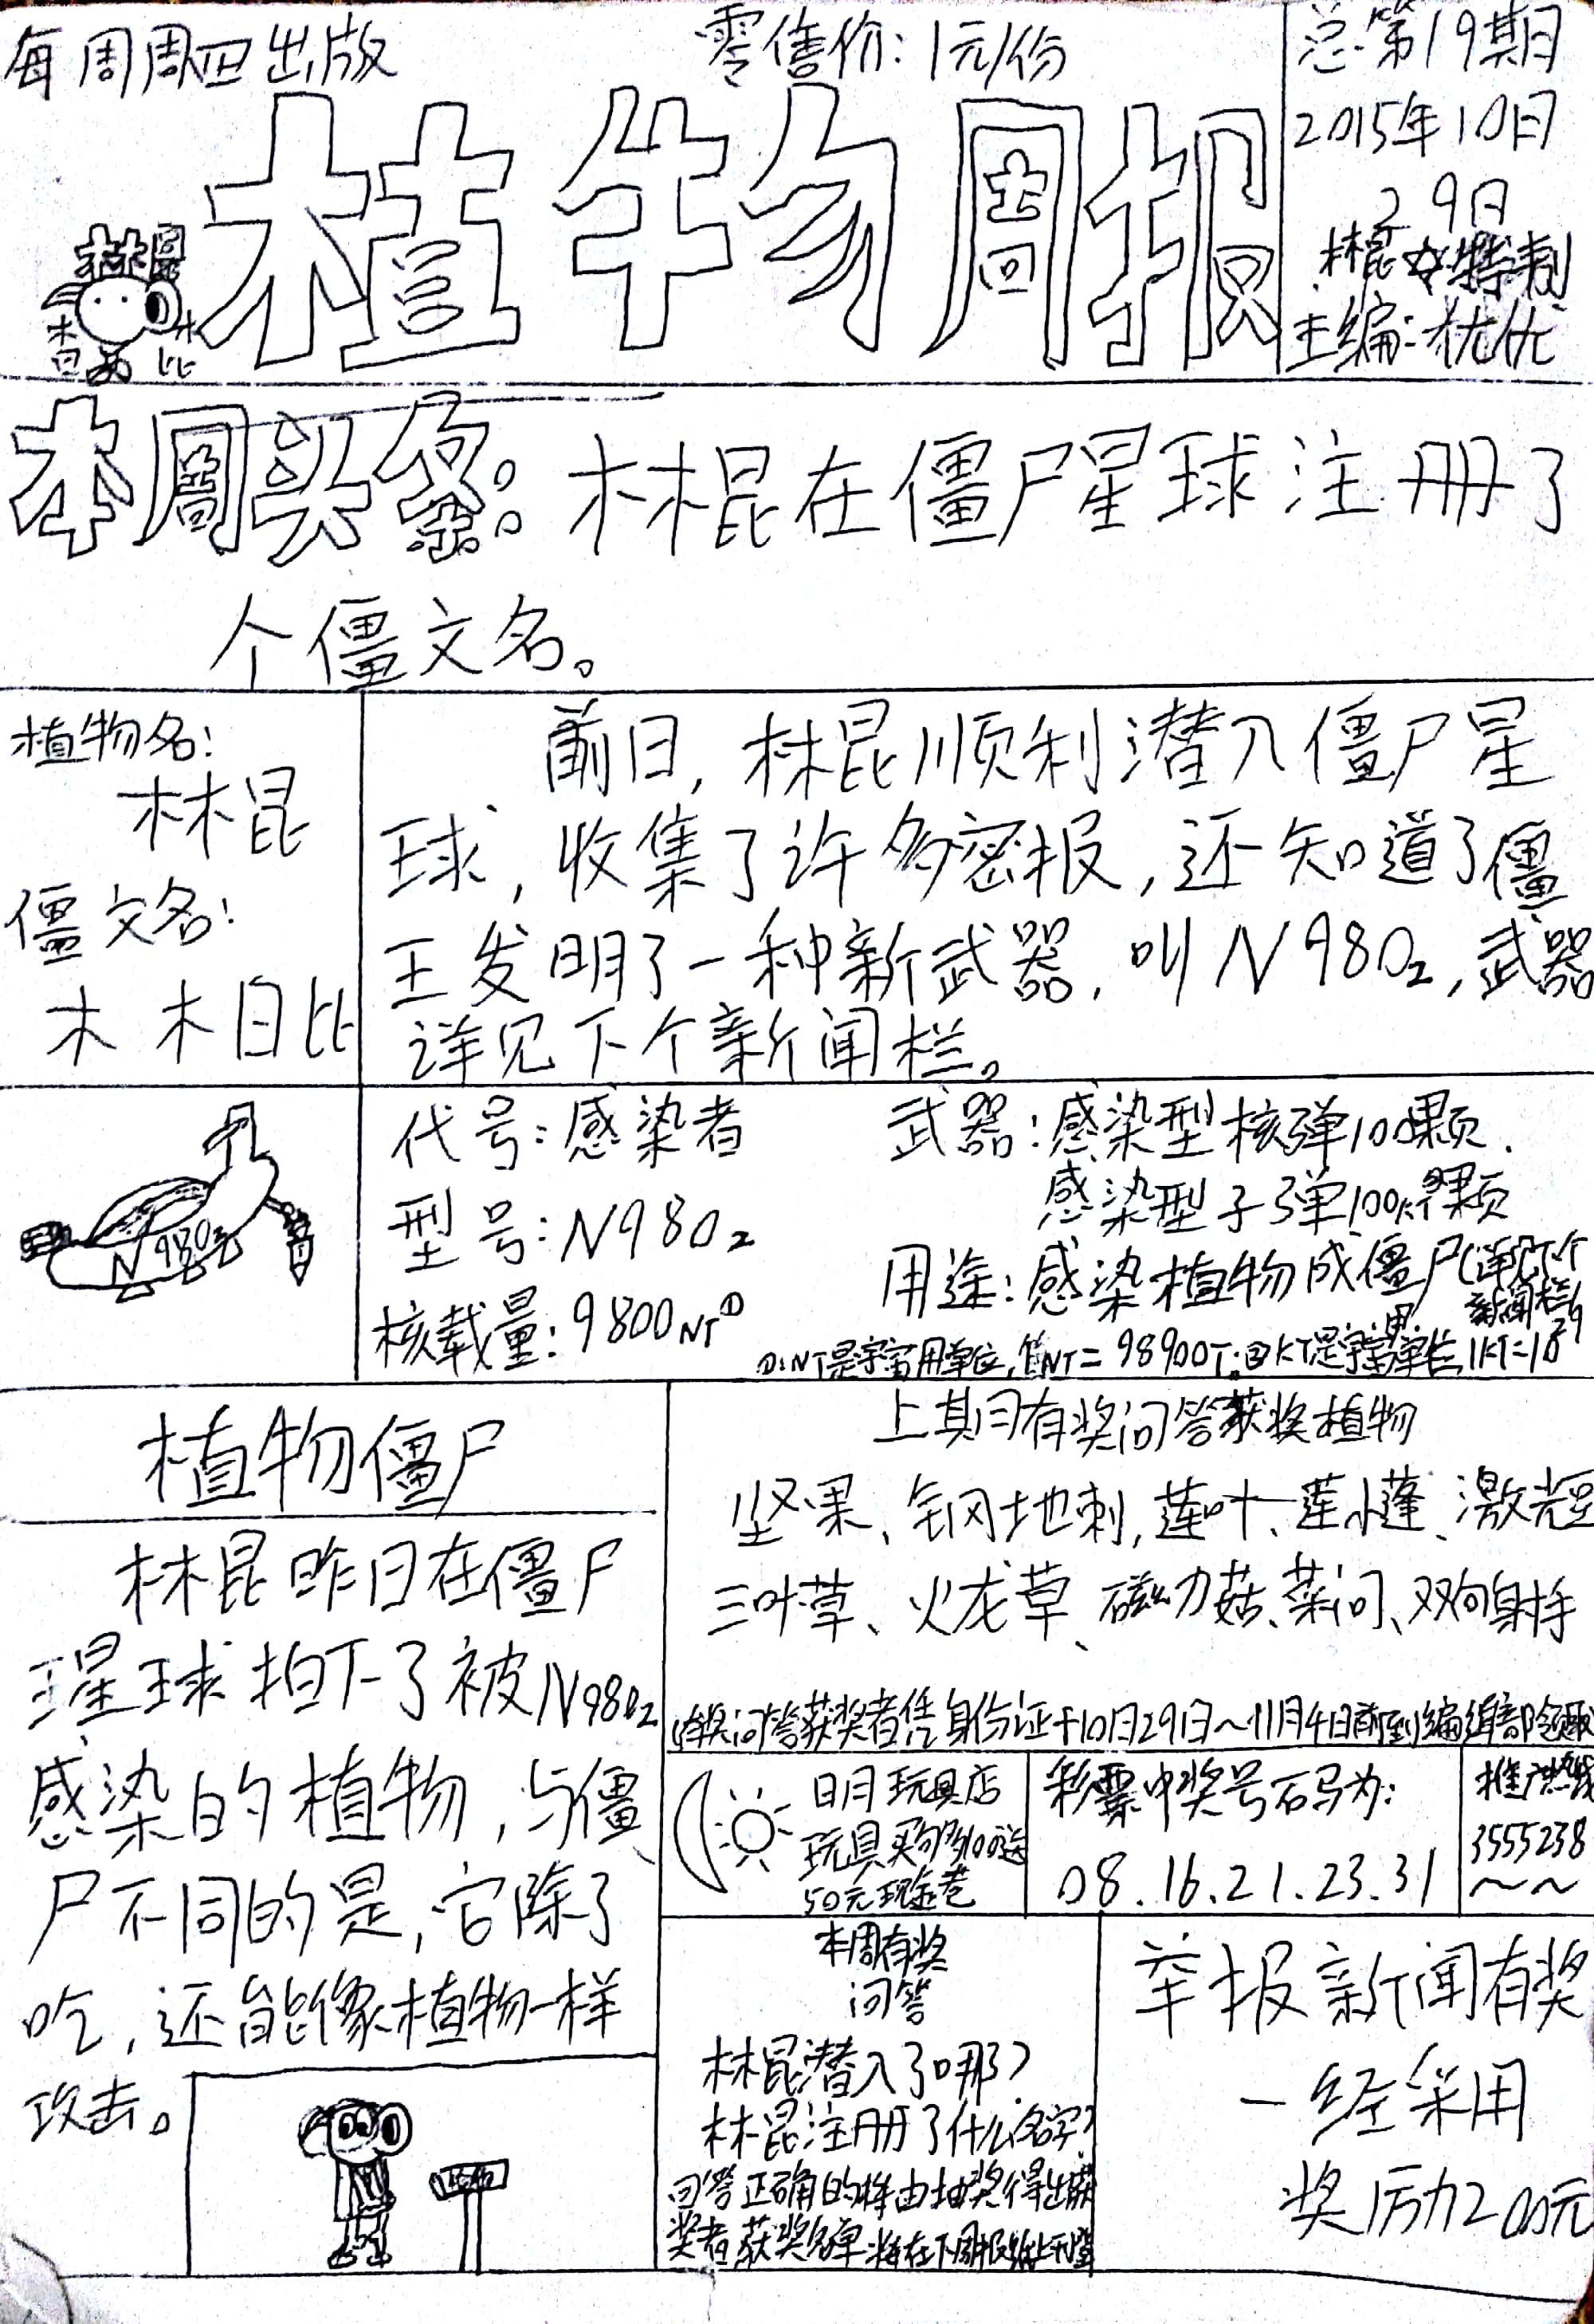 每周周四出版
零售价:1元/份
总第19期
2015年10日
29日
林昆☆特制
主编:优优
植物周报
林昆
木木日比
本周头条:林棍在僵尸星球注册了
个僵文名。
植物名:
林昆
僵文名:
木木日比
前日,林昆顺利潜入僵尸星
球,收集了许多密报,还知道了僵
王发明了一种新武器,叫N980₂,武器
详见下个新闻栏。
N980₂
代号:感染者
型号:N980₂
核载量:9800NT①
武器:感染型核弹100颗.
感染型子弹100KT颗
用途:感染植物成僵尸(详见下个
新闻栏)
①:NT是宇宙用单位,1NT=98900T.②KT是宇宙用单位,1KT=10²⁹
植物僵尸
林昆昨日在僵尸
星球拍下了被N980₂
感染的植物,与僵
尸不同的是,它除了
吃,还能像植物一样
攻击。
上期有奖问答获奖植物
坚果、钢地刺,莲叶、莲小蓬、激光豆
三叶草、火龙草、磁力菇、菜问、双向射手
有奖问答获奖者凭身份证于10月29日~11月4日前到编辑部领取
日月玩具店
玩具买够100送
50元现金卷
彩票中奖号码为:
08.16.21.23.31
推广热线
3555238
~~
本周有奖
问答
林昆潜入了哪?
林昆注册了什么名字?
回答正确的将由抽奖得出获
奖者获奖名单将在下周报纸上刊登
举报新闻有奖
一经采用
奖励200元